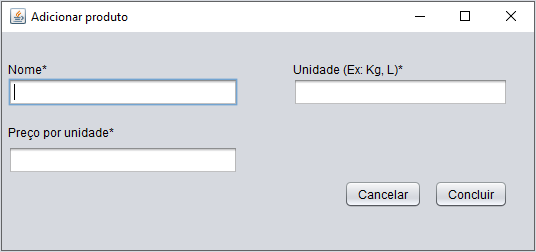 Adicionar produto
Nome*
Unidade (Ex: Kg, L)*
Preço por unidade*
Cancelar
Concluir